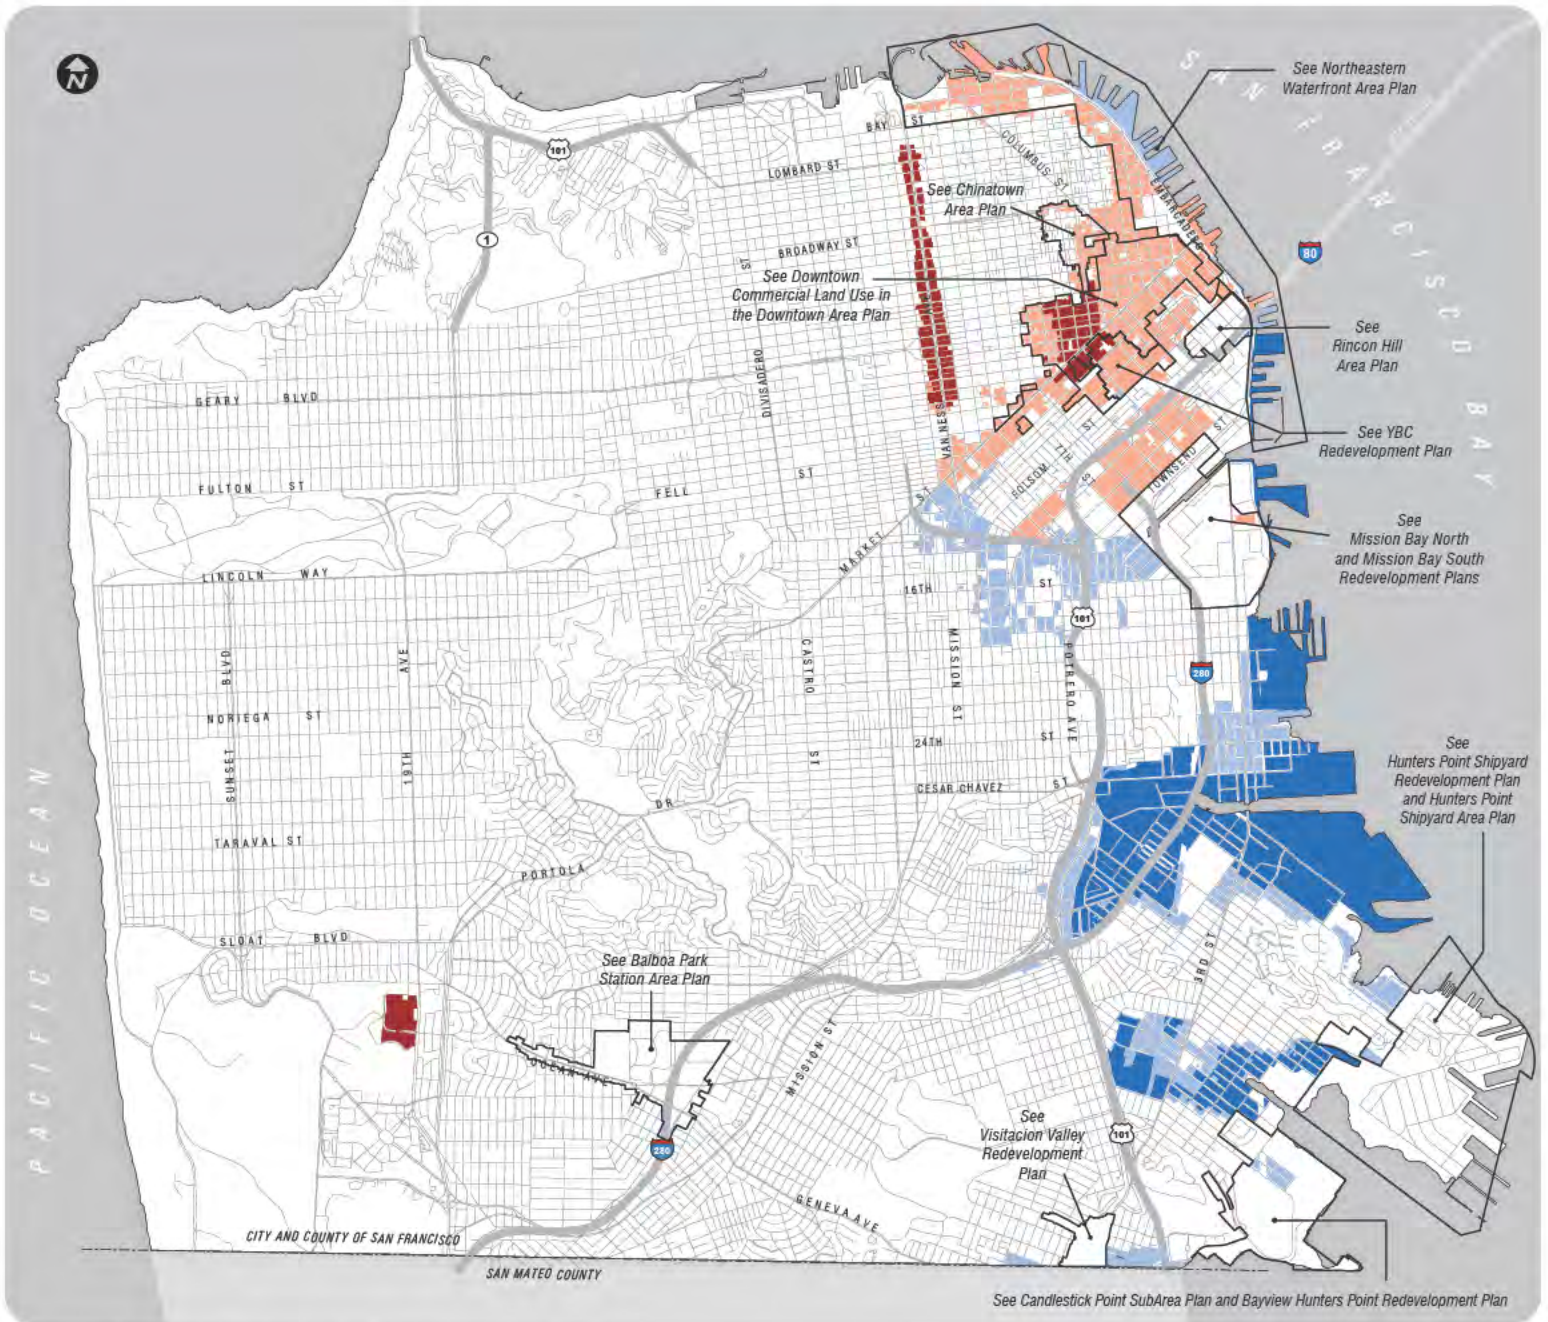 N
SAN FRANCISCO BAY
See Northeastern
Waterfront Area Plan
101
BAY ST
COLUMBUS ST
LOMBARD ST
See Chinatown
Area Plan
EMBARCADERO
1
BROADWAY ST
80
See Downtown
Commercial Land Use in
the Downtown Area Plan
See
Rincon Hill
Area Plan
DIVISADERO ST
GEARY BLVD
VAN NESS
See YBC
Redevelopment Plan
7TH ST
FOLSOM ST
TOWNSEND ST
FULTON ST
FELL ST
See
Mission Bay North
and Mission Bay South
Redevelopment Plans
MARKET ST
LINCOLN WAY
16TH ST
101
SUNSET BLVD
19TH AVE
CASTRO ST
MISSION ST
POTRERO AVE
280
NORIEGA ST
24TH ST
See
Hunters Point Shipyard
Redevelopment Plan
and Hunters Point
Shipyard Area Plan
CESAR CHAVEZ ST
PACIFIC OCEAN
TARAVAL ST
PORTOLA DR
SLOAT BLVD
3RD ST
See Balboa Park
Station Area Plan
OCEAN AVE
MISSION ST
See
Visitacion Valley
Redevelopment
Plan
101
280
GENEVA AVE
CITY AND COUNTY OF SAN FRANCISCO
SAN MATEO COUNTY
See Candlestick Point SubArea Plan and Bayview Hunters Point Redevelopment Plan